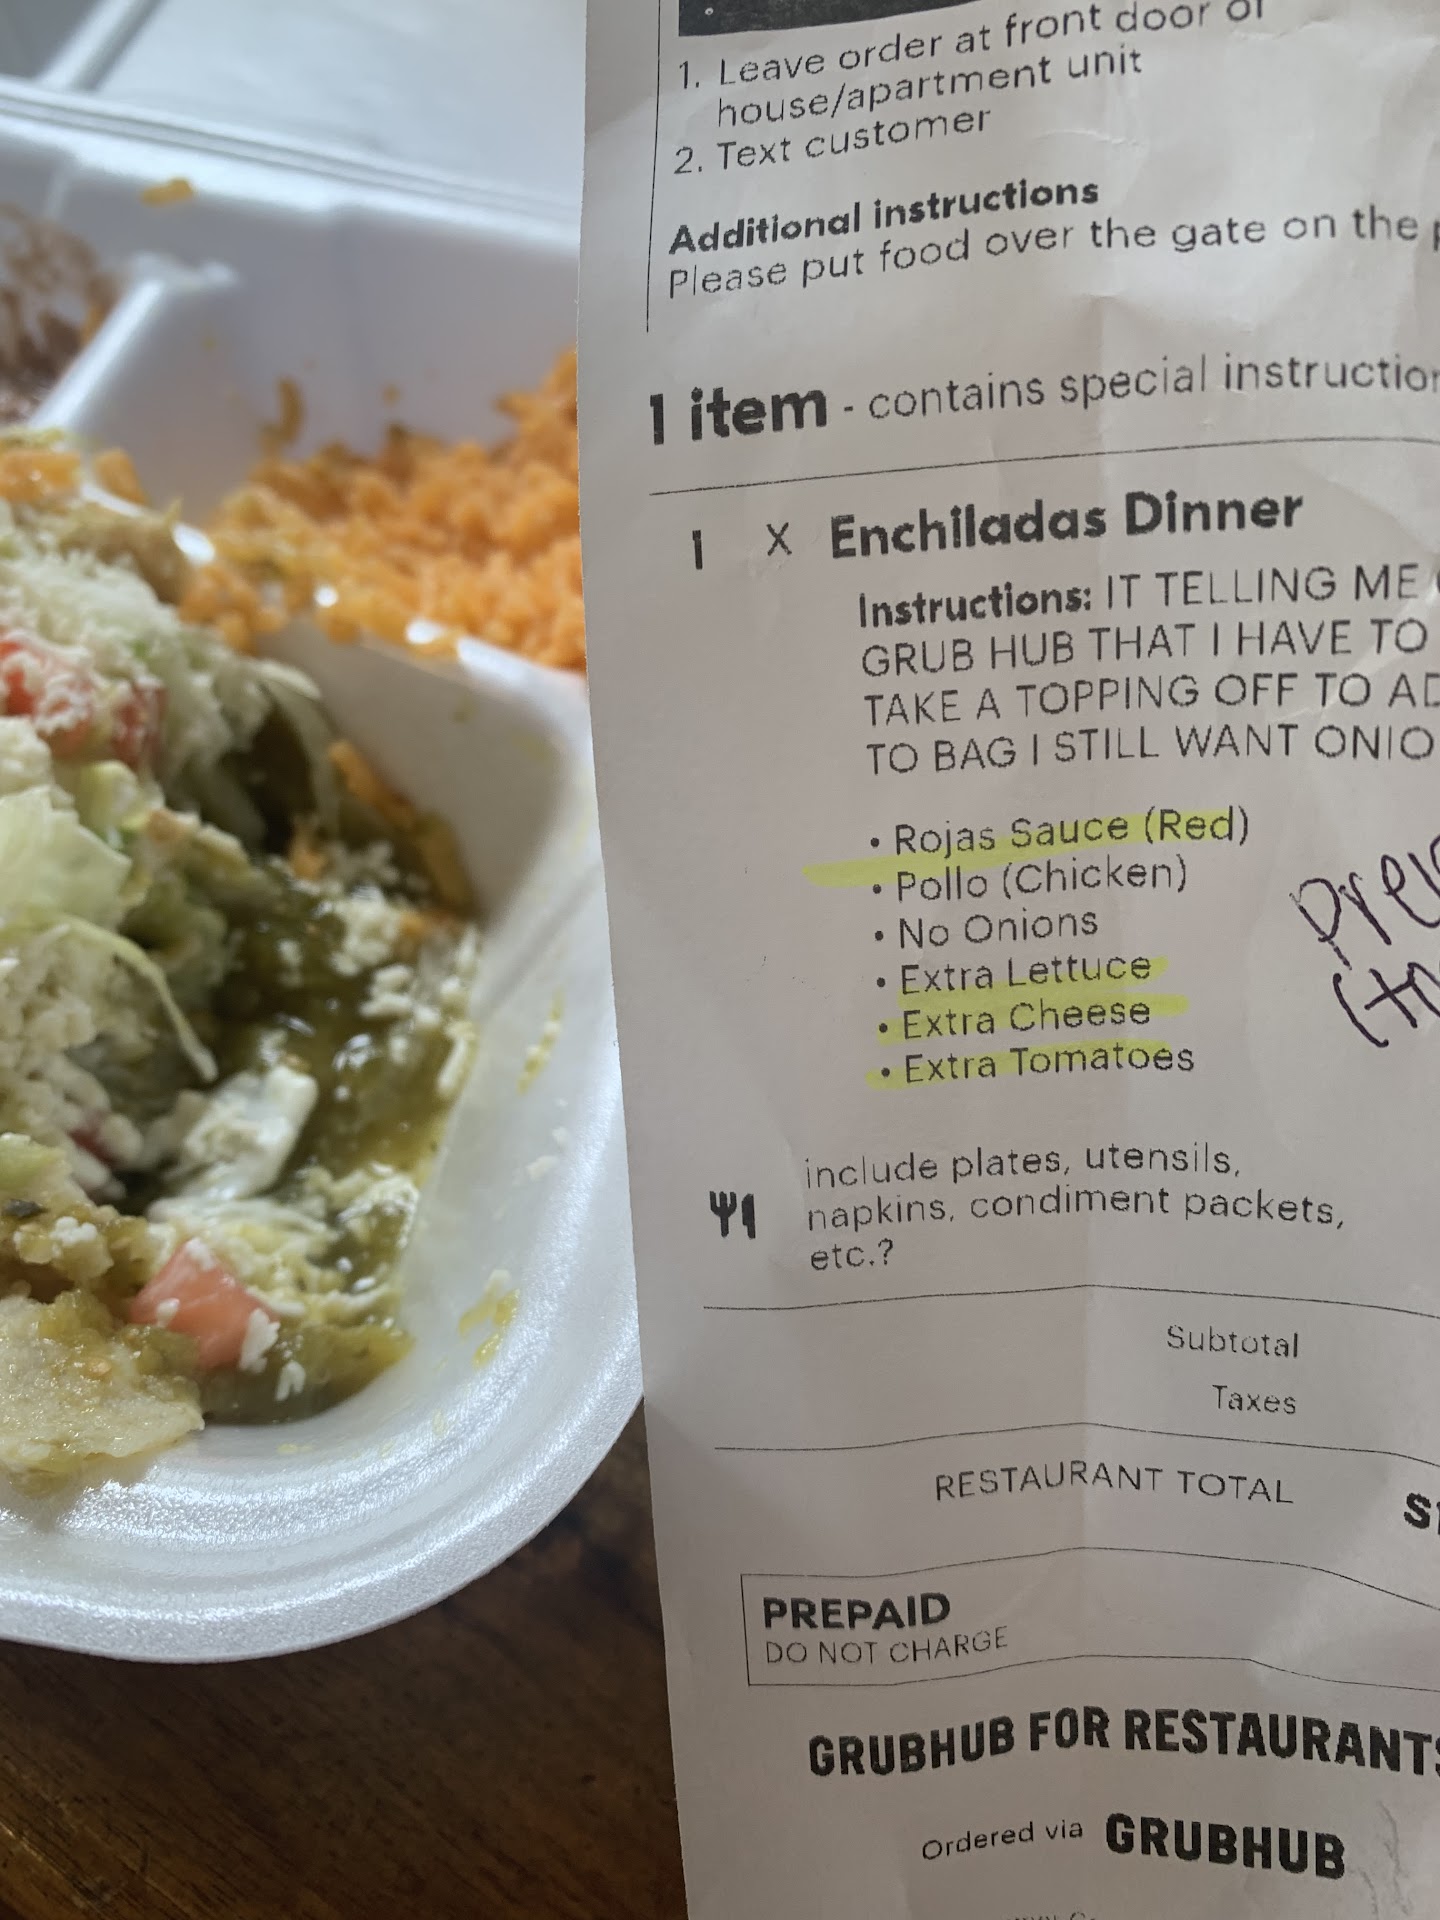 1. Leave order at front door of
house/apartment unit
2. Text customer
Additional instructions
Please put food over the gate on the
1 item - contains special
1 X Enchiladas Dinner
Instructions: IT TELLING ME
GRUB HUB THAT I HAVE TO
TAKE A TOPPING OFF TO
TO BAG I STILL WANT
• Rojas Sauce (Red)
• Pollo (Chicken)
• No Onions
• Extra Lettuce
• Extra Cheese
• Extra Tomatoes
include plates, utensils,
napkins, condiment packets,
etc.?
Subtotal
Taxes
RESTAURANT TOTAL
PREPAID
DO NOT CHARGE
GRUBHUB FOR RESTAURANTS
Ordered via GRUBHUB